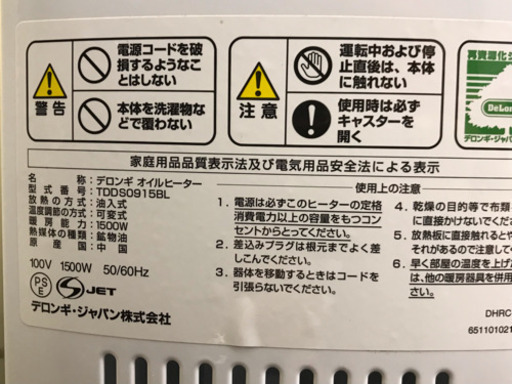 電源コードを破
損するようなこ
とはしない
警告
本体を洗濯物な
どで覆わない
運転中および停
止直後は、本体
に触れない
注意
使用時は必ず
キャスターを
開く
再資源化
DeLon
デロンギ・ジャパン
家庭用品品質表示法及び電気用品安全法による表示
品名：デロンギ オイルヒーター
型式番号：TDDS0915BL
放熱の方式：油入式
温度調節の方式：可変式
暖房能力：1500W
熱媒体の種類：鉱物油
原産国：中国
100V 1500W 50/60Hz
PS
E
S JET
デロンギ・ジャパン株式会社
使用上の注意
1．電源は必ずこのヒーターの定格
消費電力以上の容量をもつコン
セントからとってください。
2．差込みプラグは根元までよく差
しこんでください。
3．器体を移動するときはコードを
引張らないでください。
4．乾燥の目的等で布類
に直接かけないでくだ
5．放熱板に直接触れるとや
それがあるので注意して
6．早く部屋の温度を上げ
は、他の暖房器具を併用
DHRC
651101021